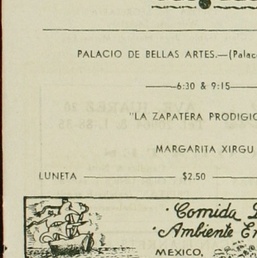 PALACIO DE BELLAS ARTES.—(Palac
6:30 & 9:15
"LA ZAPATERA PRODIGIO
MARGARITA XIRGU
LUNETA $2.50
Comida
Ambiente
MEXICO,